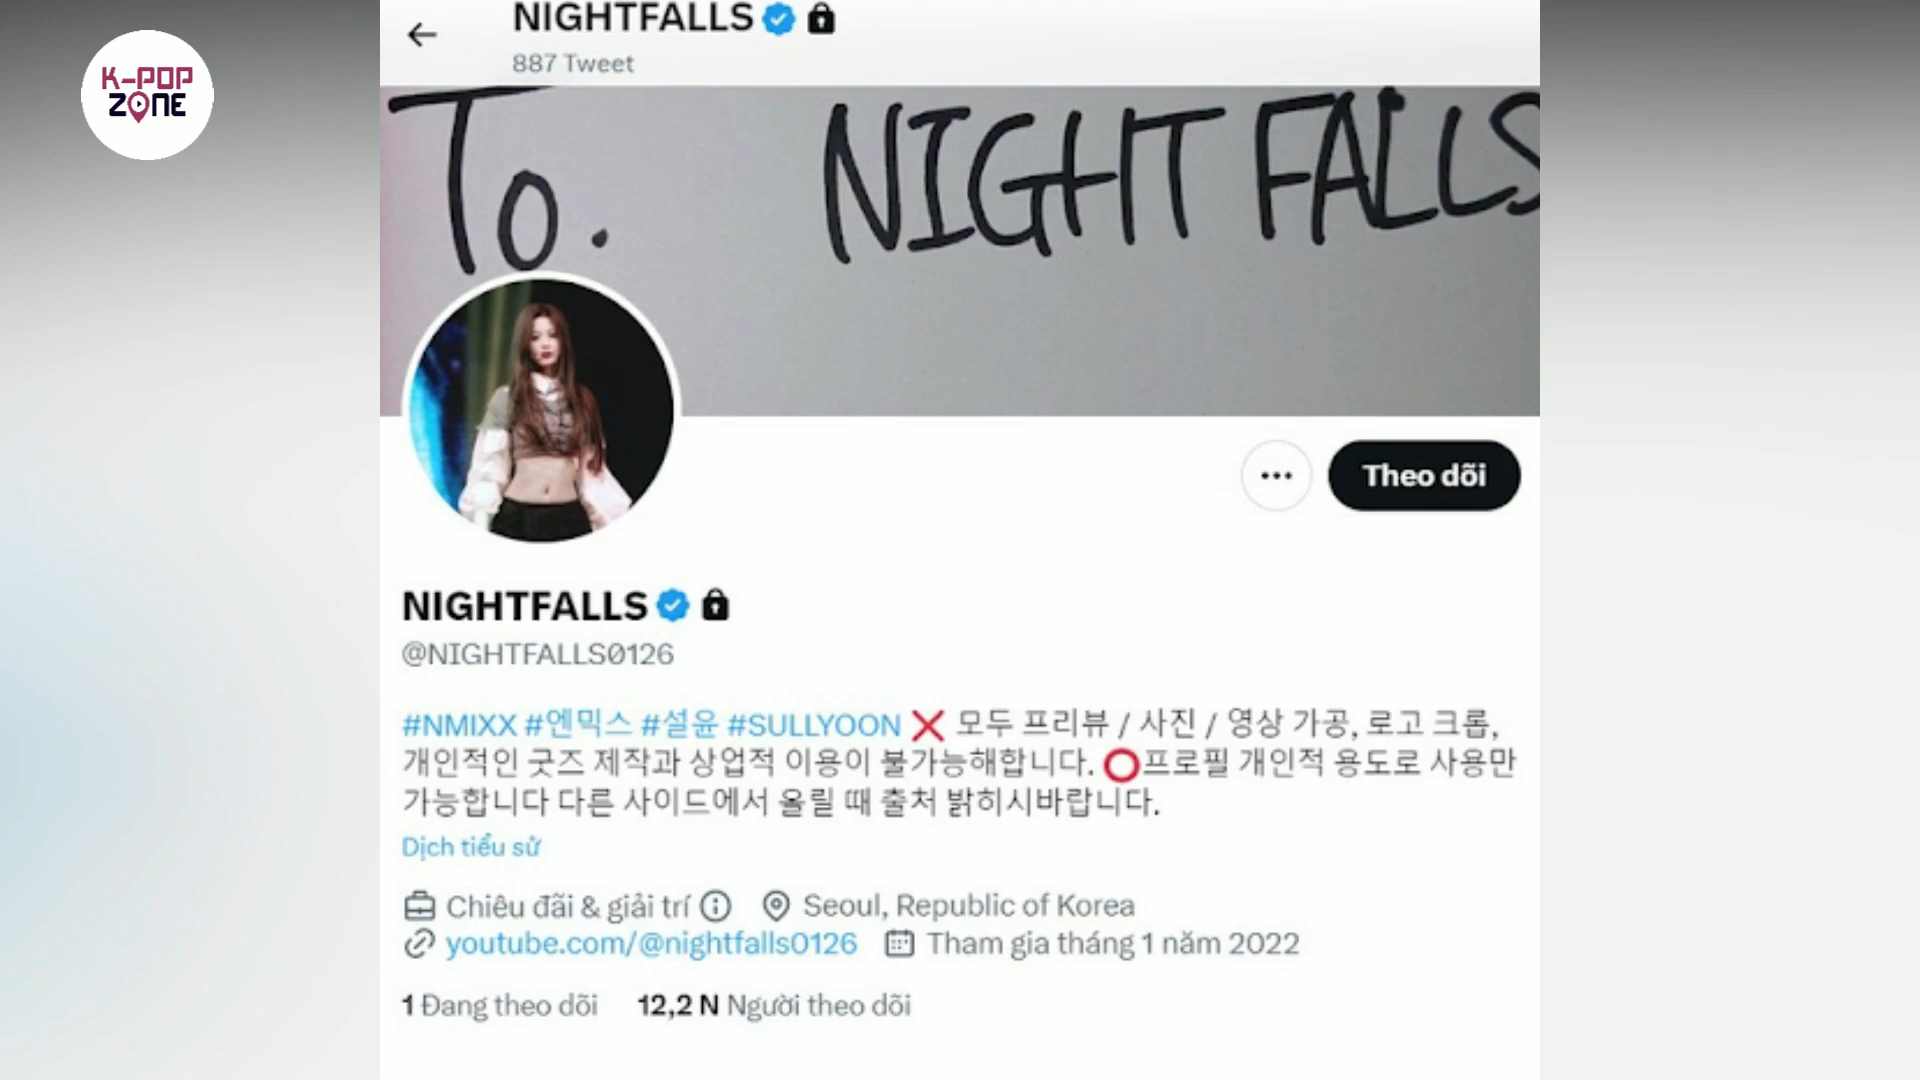 K-POP
ZONE
NIGHTFALLS
887 Tweet
To. NIGHT FALLS
Theo dõi
NIGHTFALLS
@NIGHTFALLS0126
#NMIXX #엔믹스 #설윤 #SULLYOON ❌ 모두 프리뷰 / 사진 / 영상 가공, 로고 크롭,
개인적인 굿즈 제작과 상업적 이용이 불가능해합니다. ⭕프로필 개인적 용도로 사용만
가능합니다 다른 사이드에서 올릴 때 출처 밝히시바랍니다.
Dịch tiểu sử
Chiêu đãi & giải trí Seoul, Republic of Korea
youtube.com/@nightfalls0126 Tham gia tháng 1 năm 2022
1 Đang theo dõi 12,2 N Người theo dõi